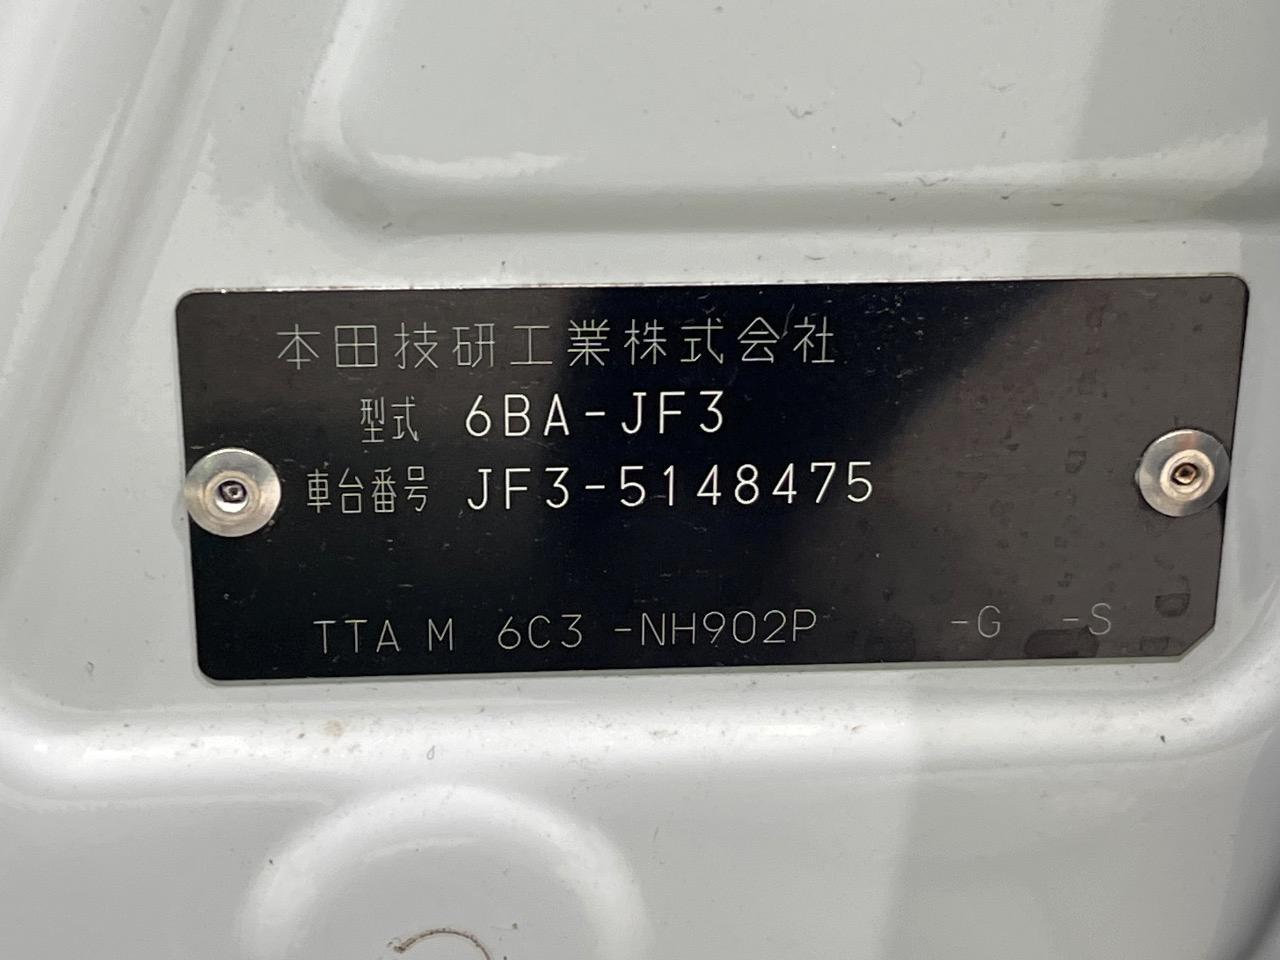 本田技研工業株式会社
型式 6BA-JF3
車台番号 JF3-5148475
TTA M 6C3 -NH902P -G -S